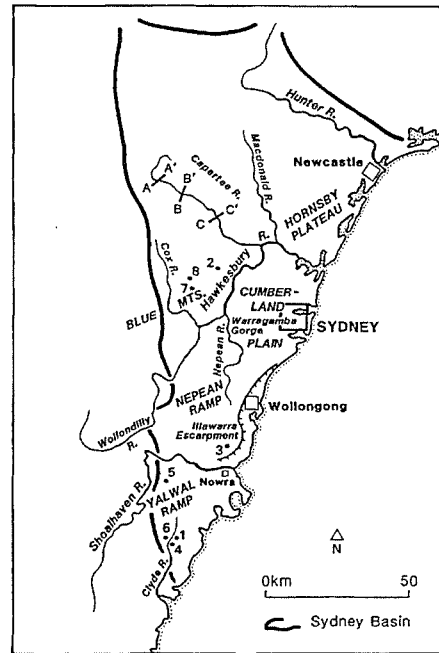 Hunter R.
Macdonald R.
Newcastle
A'
A
Capertee R.
B'
B
HORNSBY
PLATEAU
C'
C
R.
Cox R.
2
8
7
MTS.
Hawkesbury
CUMBER-
LAND
BLUE
Warragamba
Gorge
SYDNEY
PLAIN
Nepean R.
NEPEAN
RAMP
Wollongong
Wollondilly
R.
Illawarra
Escarpment
3
Shoalhaven R.
5
Nowra
YALWAL
RAMP
6
1
4
Clyde R.
N
0km
50
Sydney Basin